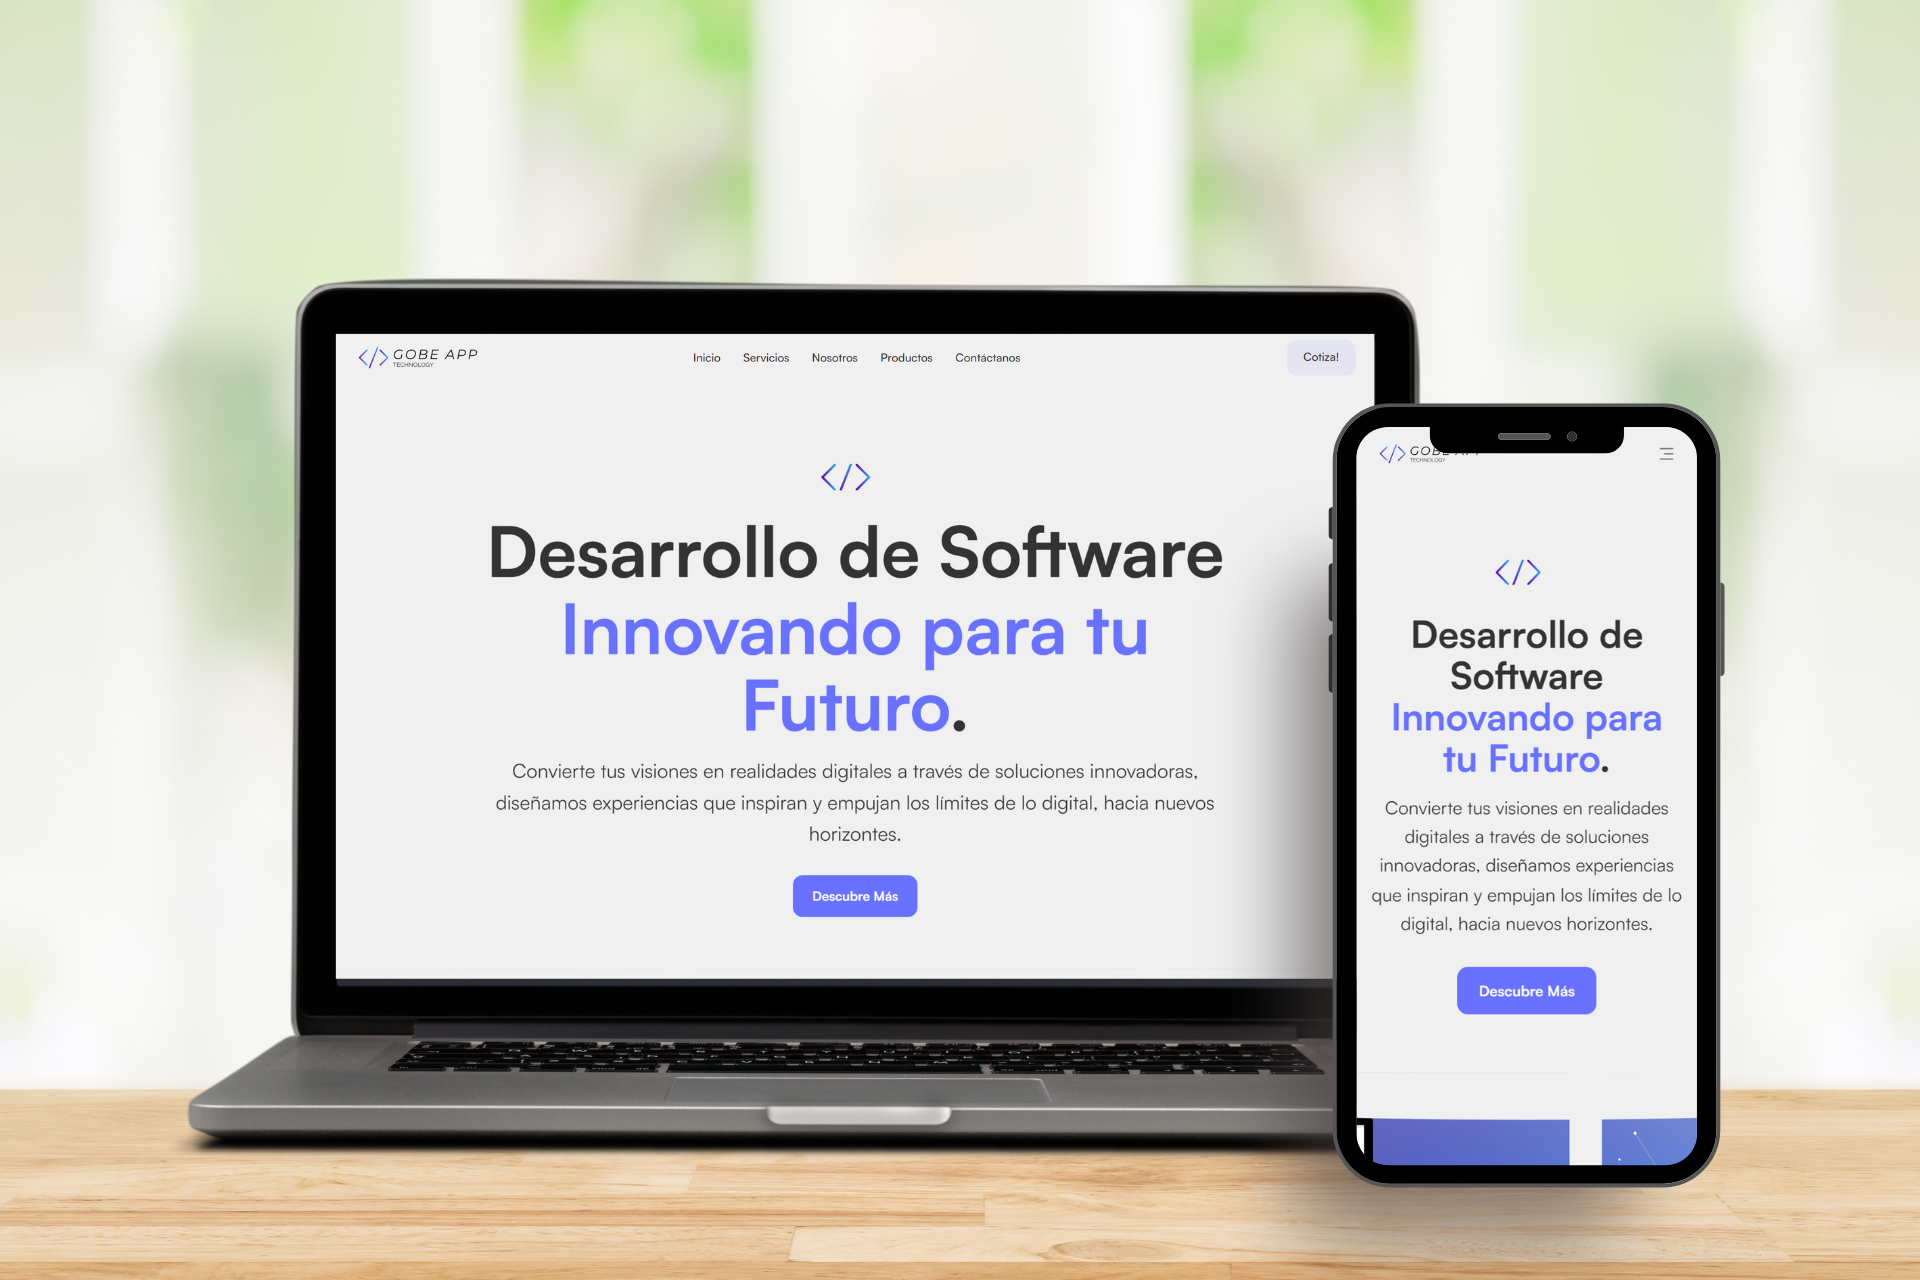 </> GOBE APP
TECHNOLOGY
Inicio Servicios Nosotros Productos Contáctanos
Cotiza!
</>
Desarrollo de Software
Innovando para tu
Futuro.
Convierte tus visiones en realidades digitales a través de soluciones innovadoras,
diseñamos experiencias que inspiran y empujan los límites de lo digital, hacia nuevos
horizontes.
Descubre Más
</> GOBE APP
TECHNOLOGY
</>
Desarrollo de
Software
Innovando para
tu Futuro.
Convierte tus visiones en realidades
digitales a través de soluciones
innovadoras, diseñamos experiencias
que inspiran y empujan los límites de lo
digital, hacia nuevos horizontes.
Descubre Más